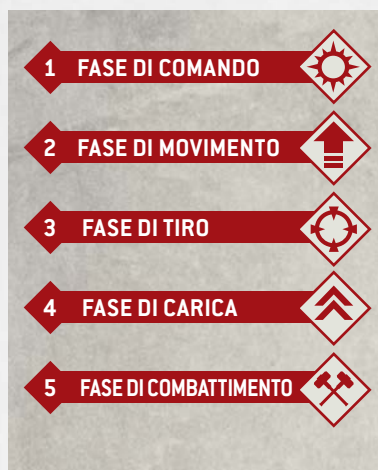 1 FASE DI COMANDO
2 FASE DI MOVIMENTO
3 FASE DI TIRO
4 FASE DI CARICA
5 FASE DI COMBATTIMENTO